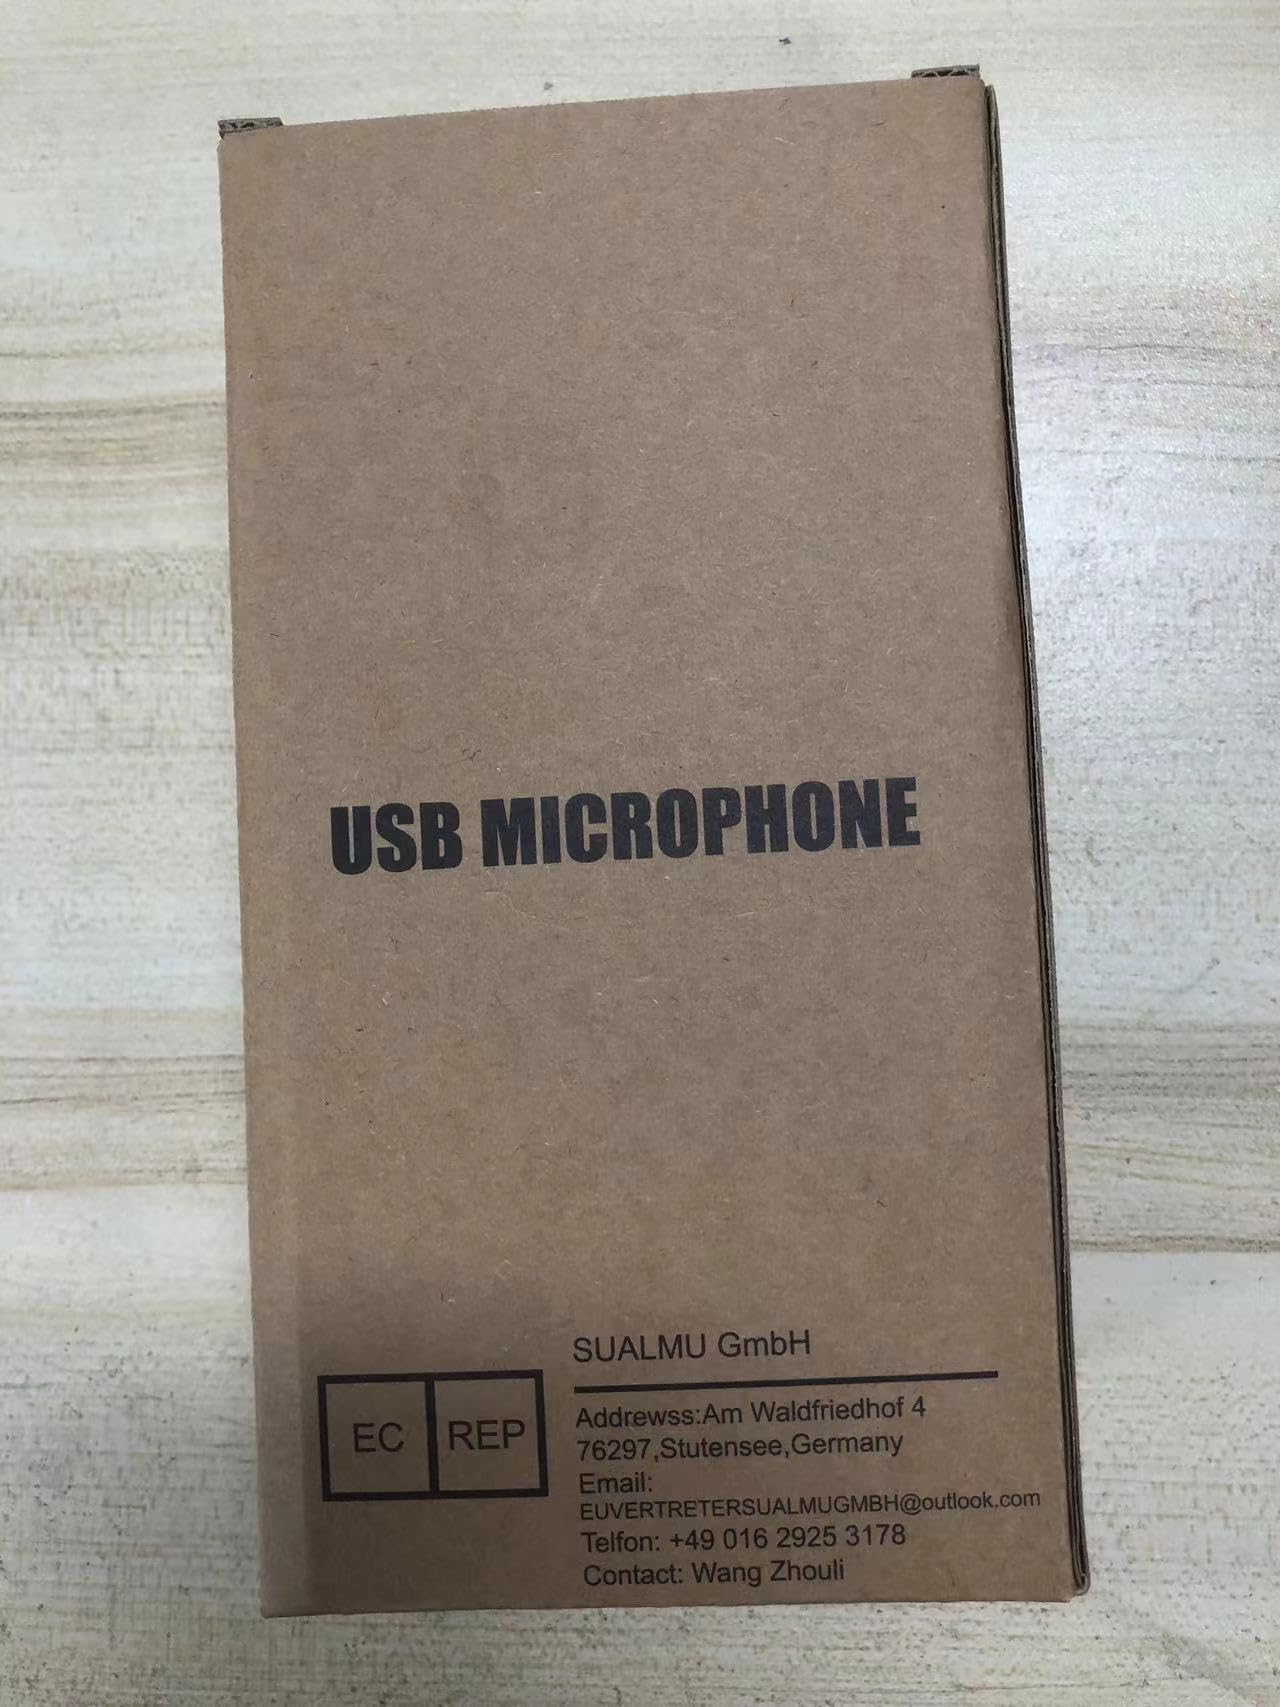 USB MICROPHONE
SUALMU GmbH
EC REP
Addrewss:Am Waldfriedhof 4
76297,Stutensee,Germany
Email:
EUVERTRETERSUALMUGMBH@outlook.com
Telfon: +49 016 2925 3178
Contact: Wang Zhouli